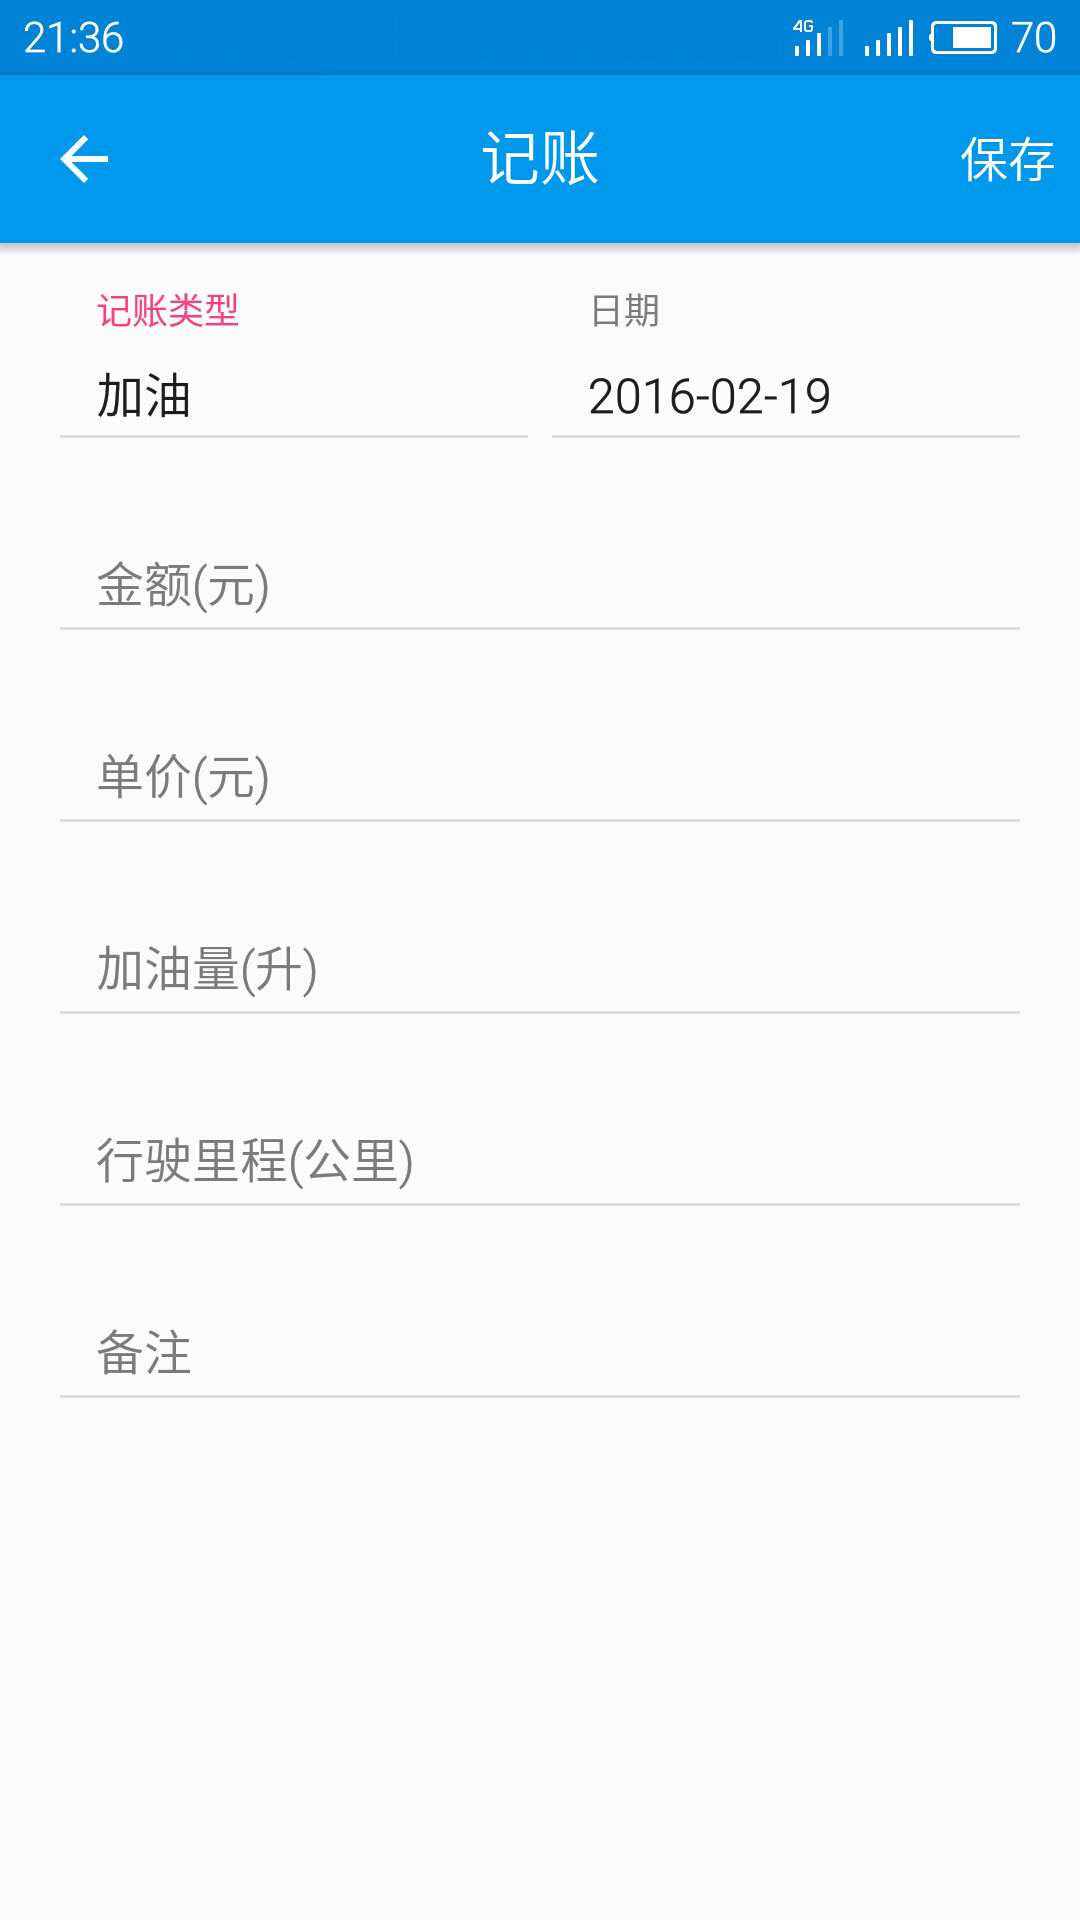 21:36 4G 70
记账 保存
记账类型 日期
加油 2016-02-19
金额(元)
单价(元)
加油量(升)
行驶里程(公里)
备注